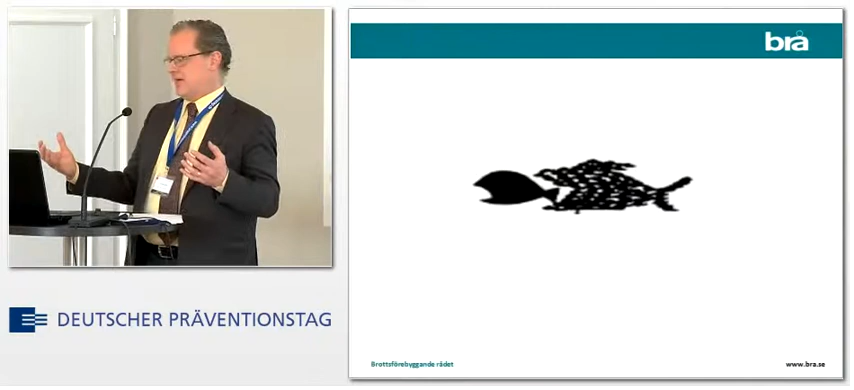 brå
DEUTSCHER PRÄVENTIONSTAG
Brottsförebyggande rådet
www.bra.se